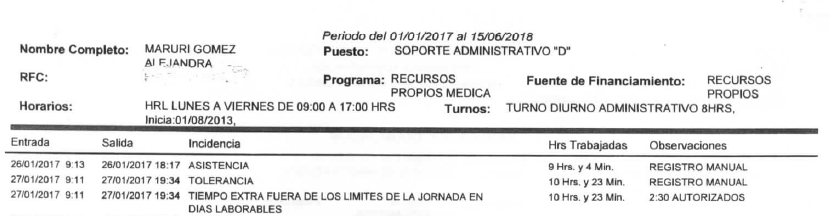 Periodo del 01/01/2017 al 15/06/2018
Nombre Completo: MARURI GOMEZ ALEJANDRA Puesto: SOPORTE ADMINISTRATIVO "D"
RFC: Programa: RECURSOS PROPIOS MEDICA Fuente de Financiamiento: RECURSOS PROPIOS
Horarios: HRL LUNES A VIERNES DE 09:00 A 17:00 HRS Turnos: TURNO DIURNO ADMINISTRATIVO 8HRS,
Inicia:01/08/2013,
Entrada Salida Incidencia Hrs Trabajadas Observaciones
26/01/2017 9:13 26/01/2017 18:17 ASISTENCIA 9 Hrs. y 4 Min. REGISTRO MANUAL
27/01/2017 9:11 27/01/2017 19:34 TOLERANCIA 10 Hrs. y 23 Min. REGISTRO MANUAL
27/01/2017 9:11 27/01/2017 19:34 TIEMPO EXTRA FUERA DE LOS LIMITES DE LA JORNADA EN 10 Hrs. y 23 Min. 2:30 AUTORIZADOS
DIAS LABORABLES